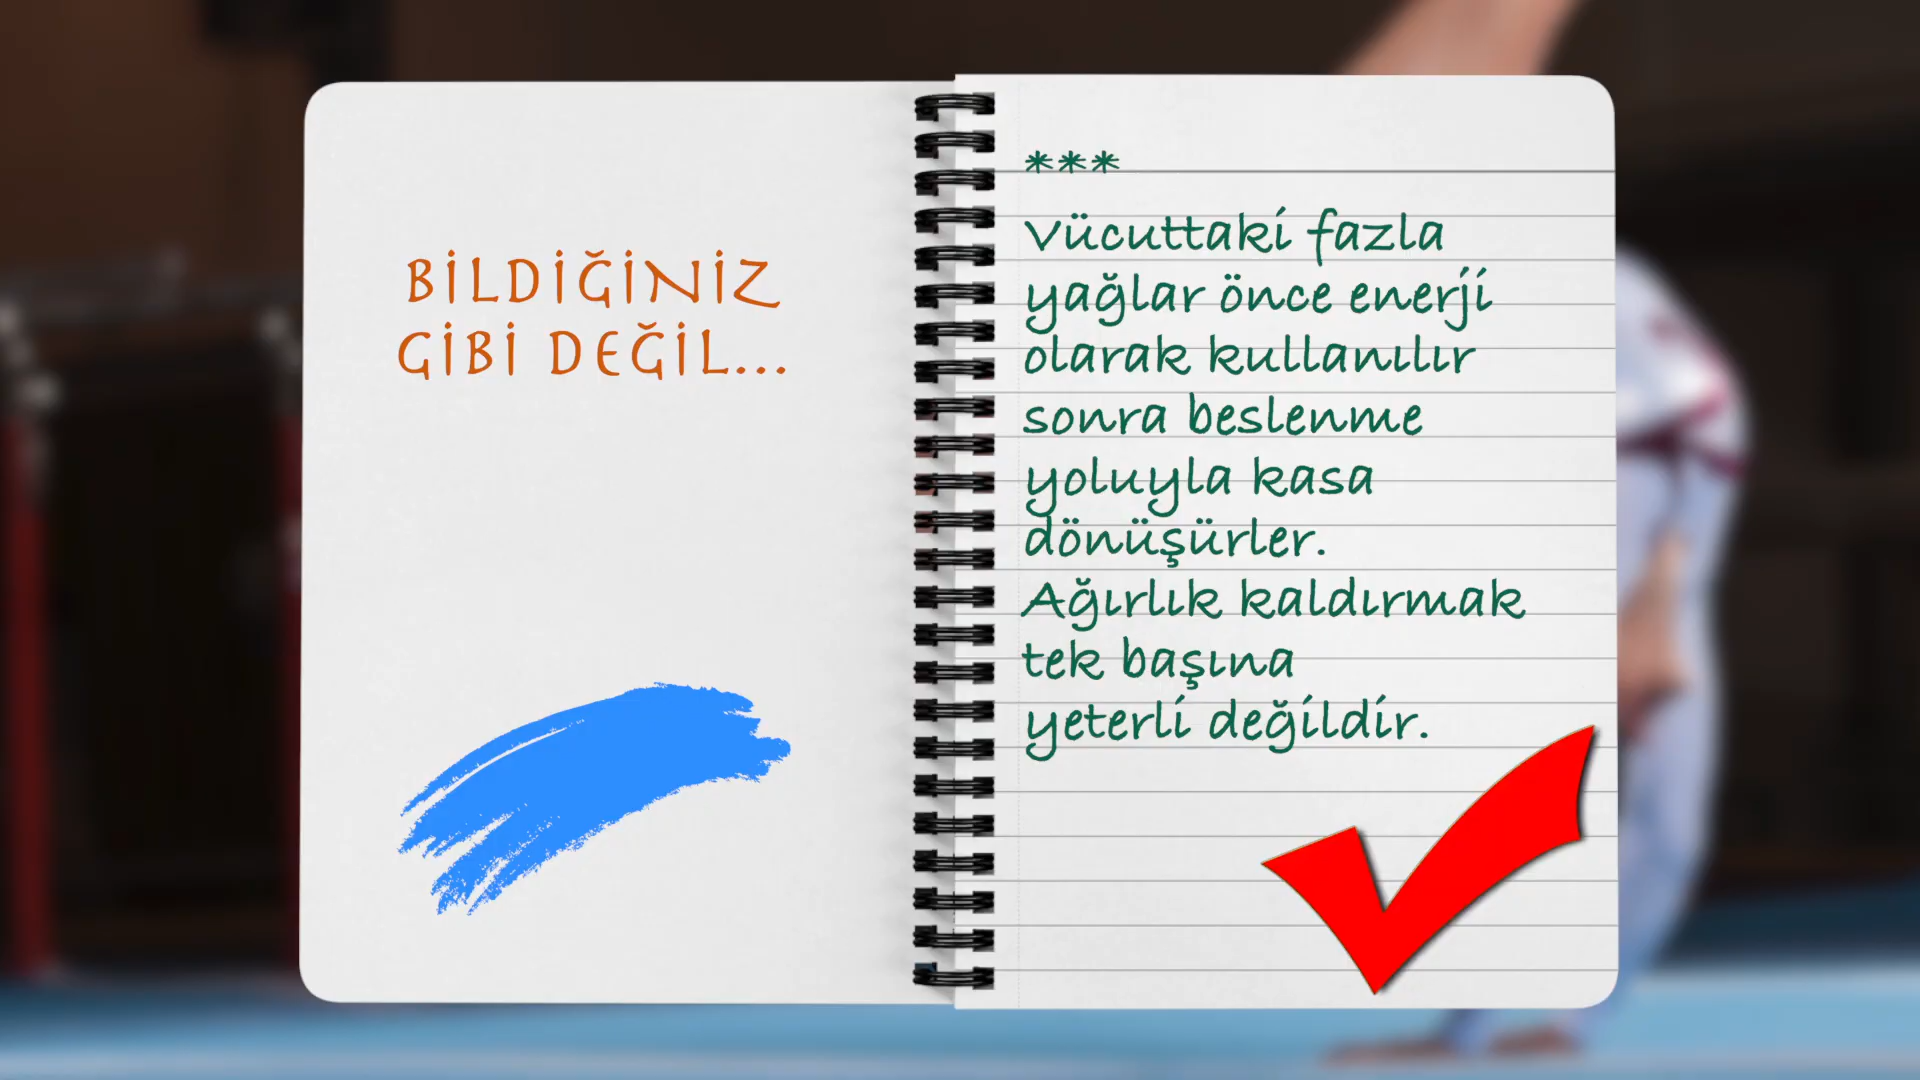 BİLDİĞİNİZ
GİBİ DEĞİL...
***
Vücuttaki fazla
yağlar önce enerji
olarak kullanılır
sonra beslenme
yoluyla kasa
dönüşürler.
Ağırlık kaldırmak
tek başına
yeterli değildir.